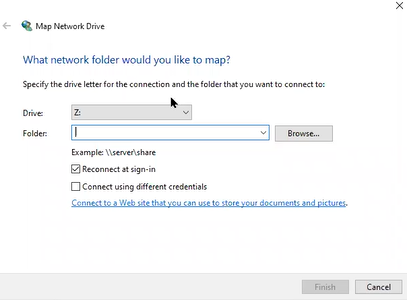 Map Network Drive
What network folder would you like to map?
Specify the drive letter for the connection and the folder that you want to connect to:
Drive: Z:
Folder: Browse...
Example: \\server\share
Reconnect at sign-in
Connect using different credentials
Connect to a Web site that you can use to store your documents and pictures.
Finish Cancel